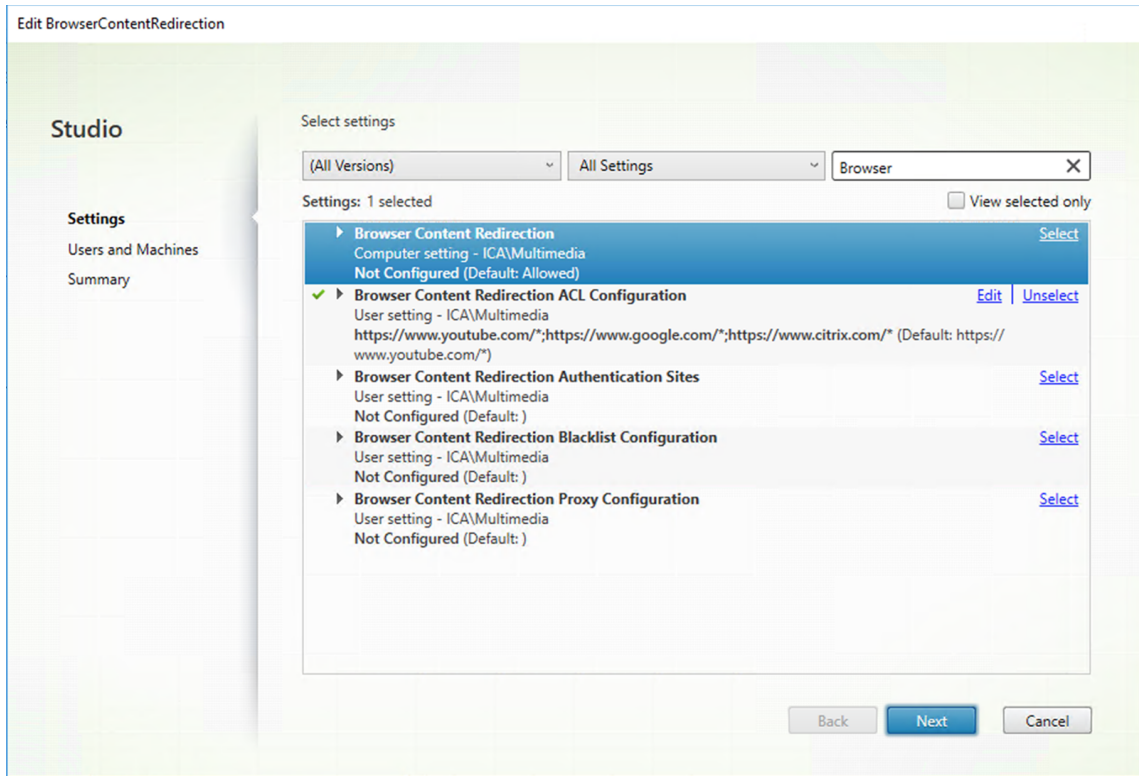 Edit BrowserContentRedirection
Studio
Settings
Users and Machines
Summary
Select settings
(All Versions)
All Settings
Browser
Settings: 1 selected
View selected only
Browser Content Redirection
Select
Computer setting - ICA\Multimedia
Not Configured (Default: Allowed)
Browser Content Redirection ACL Configuration
Edit
Unselect
User setting - ICA\Multimedia
https://www.youtube.com/*;https://www.google.com/*;https://www.citrix.com/* (Default: https://
www.youtube.com/*)
Browser Content Redirection Authentication Sites
Select
User setting - ICA\Multimedia
Not Configured (Default: )
Browser Content Redirection Blacklist Configuration
Select
User setting - ICA\Multimedia
Not Configured (Default: )
Browser Content Redirection Proxy Configuration
Select
User setting - ICA\Multimedia
Not Configured (Default: )
Back
Next
Cancel